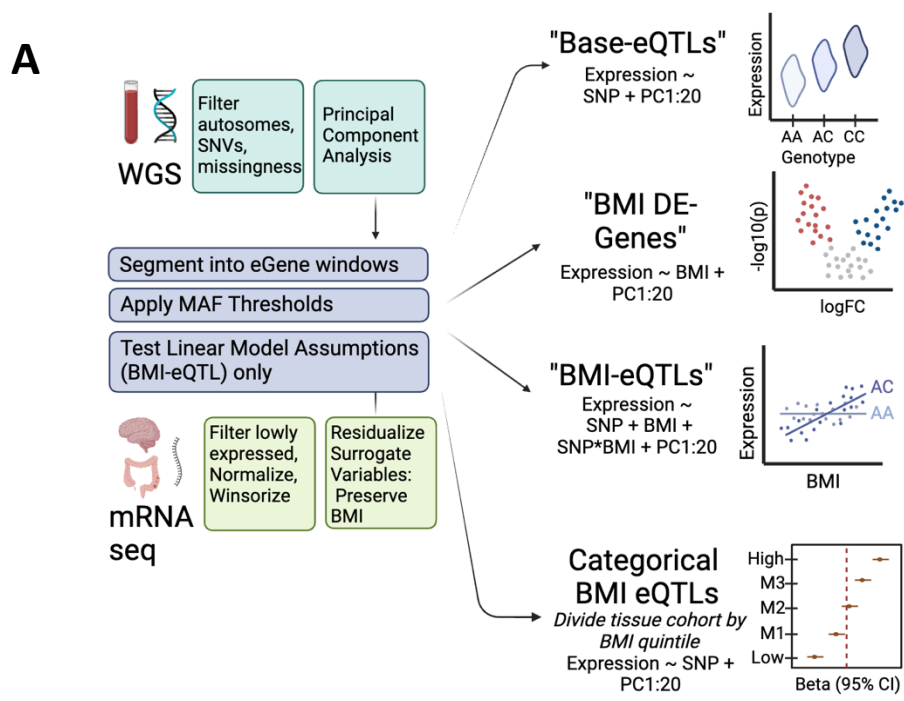 A
WGS
Filter
autosomes,
SNVs,
missingness
Principal
Component
Analysis
Segment into eGene windows
Apply MAF Thresholds
Test Linear Model Assumptions
(BMI-eQTL) only
mRNA
seq
Filter lowly
expressed,
Normalize,
Winsorize
Residualize
Surrogate
Variables:
Preserve
BMI
"Base-eQTLs"
Expression ~
SNP + PC1:20
Expression
AA AC CC
Genotype
"BMI DE-
Genes"
Expression ~ BMI +
PC1:20
-log10(p)
logFC
"BMI-eQTLs"
Expression ~
SNP + BMI +
SNP*BMI + PC1:20
Expression
AC
AA
BMI
Categorical
BMI eQTLs
Divide tissue cohort by
BMI quintile
Expression ~ SNP +
PC1:20
High
M3
M2
M1
Low
Beta (95% CI)